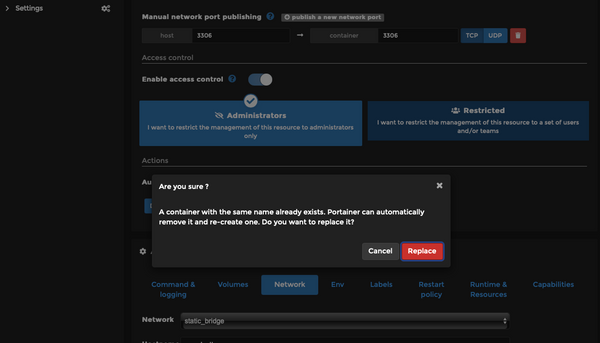 Settings
Manual network port publishing
publish a new network port
host 3306 → container 3306 TCP UDP
Access control
Enable access control
Administrators
I want to restrict the management of this resource to administrators
only
Restricted
I want to restrict the management of this resource to a set of users
and/or teams
Actions
Au
Are you sure ?
A container with the same name already exists. Portainer can automatically
remove it and re-create one. Do you want to replace it?
Cancel Replace
Command &
logging
Volumes
Network
Env
Labels
Restart
policy
Runtime &
Resources
Capabilities
Network static_bridge